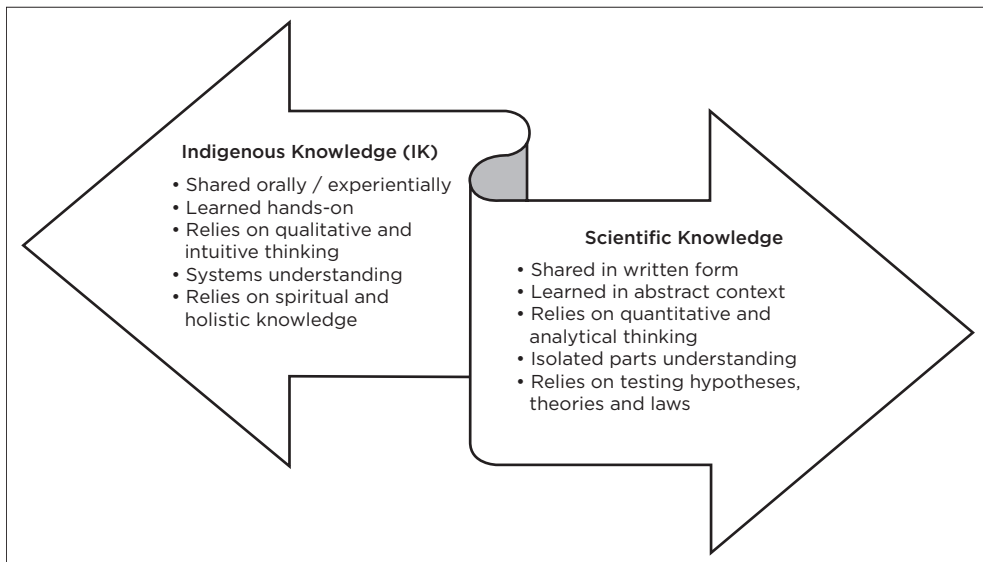 Indigenous Knowledge (IK)
• Shared orally / experientially
• Learned hands-on
• Relies on qualitative and
intuitive thinking
• Systems understanding
• Relies on spiritual and
holistic knowledge
Scientific Knowledge
• Shared in written form
• Learned in abstract context
• Relies on quantitative and
analytical thinking
• Isolated parts understanding
• Relies on testing hypotheses,
theories and laws